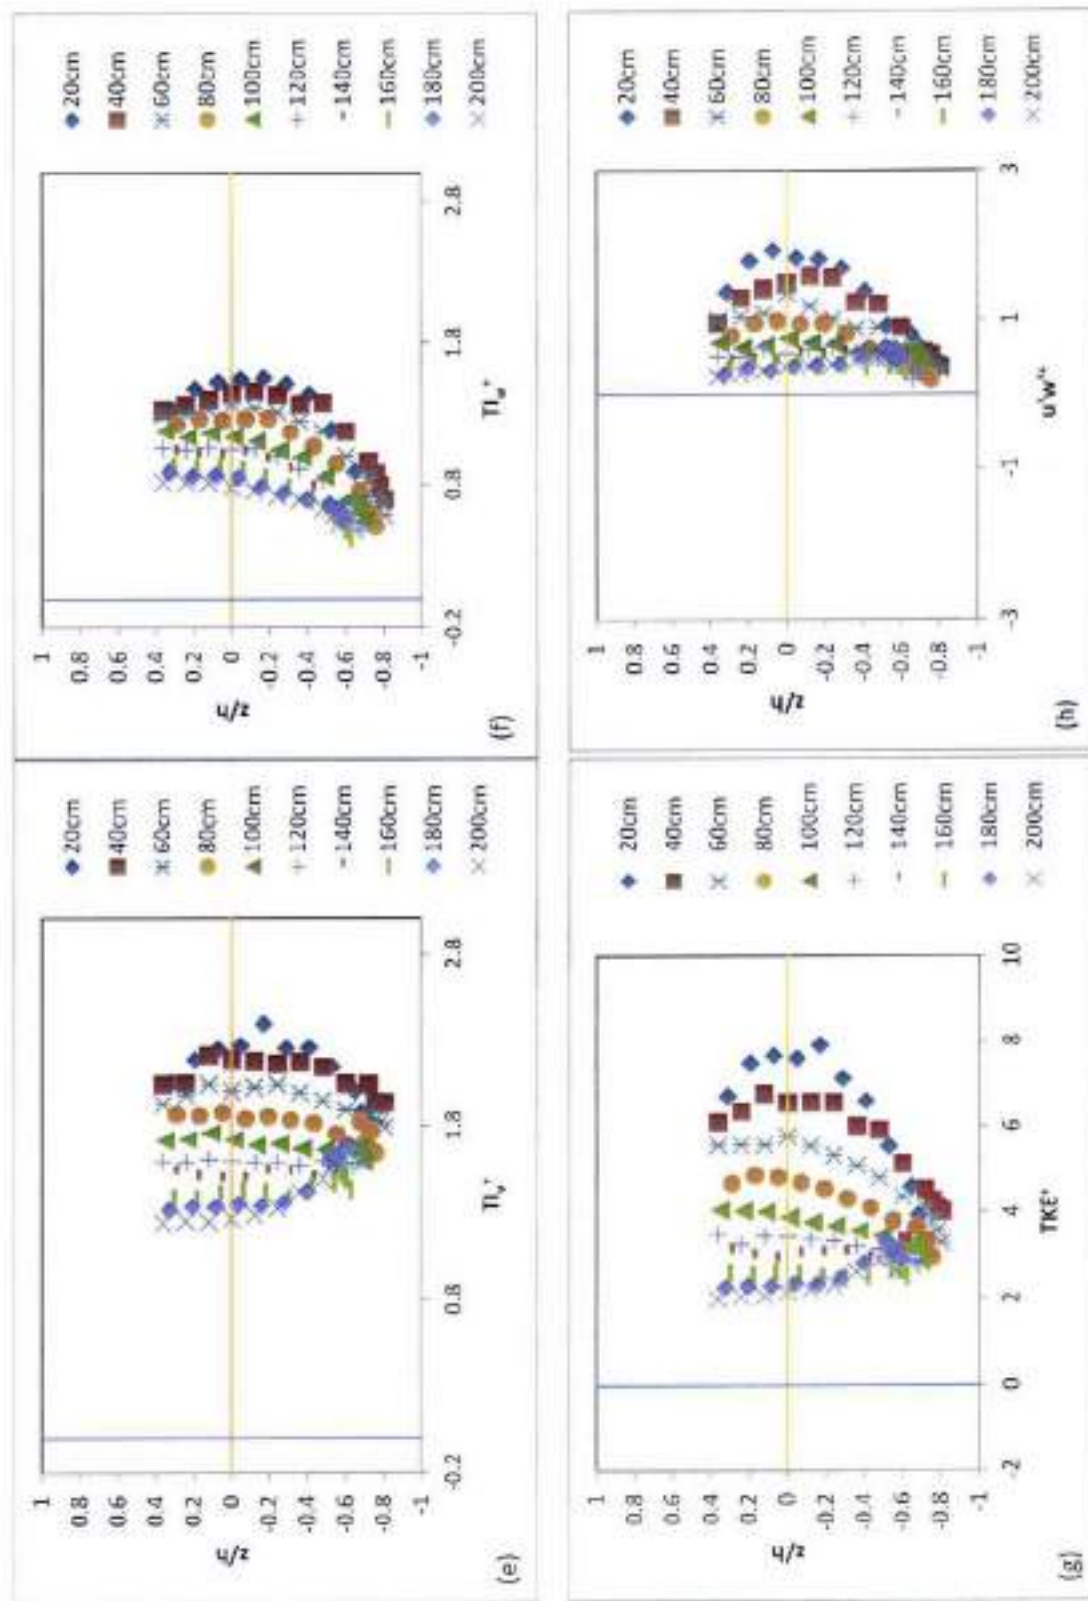 1
0.8
0.6
0.4
0.2
0
-0.2
-0.4
-0.6
-0.8
-1
z/h
-0.2 0.8 1.8 2.8
TIᵤ⁺
20cm
40cm
60cm
80cm
100cm
120cm
140cm
160cm
180cm
200cm
(e)
1
0.8
0.6
0.4
0.2
0
-0.2
-0.4
-0.6
-0.8
-1
z/h
-0.2 0.8 1.8 2.8
TI_w⁺
20cm
40cm
60cm
80cm
100cm
120cm
140cm
160cm
180cm
200cm
(f)
1
0.8
0.6
0.4
0.2
0
-0.2
-0.4
-0.6
-0.8
-1
z/h
-2 0 2 4 6 8 10
TKE⁺
20cm
40cm
60cm
80cm
100cm
120cm
140cm
160cm
180cm
200cm
(g)
1
0.8
0.6
0.4
0.2
0
-0.2
-0.4
-0.6
-0.8
-1
z/h
-3 -1 1 3
u'w'⁺
20cm
40cm
60cm
80cm
100cm
120cm
140cm
160cm
180cm
200cm
(h)